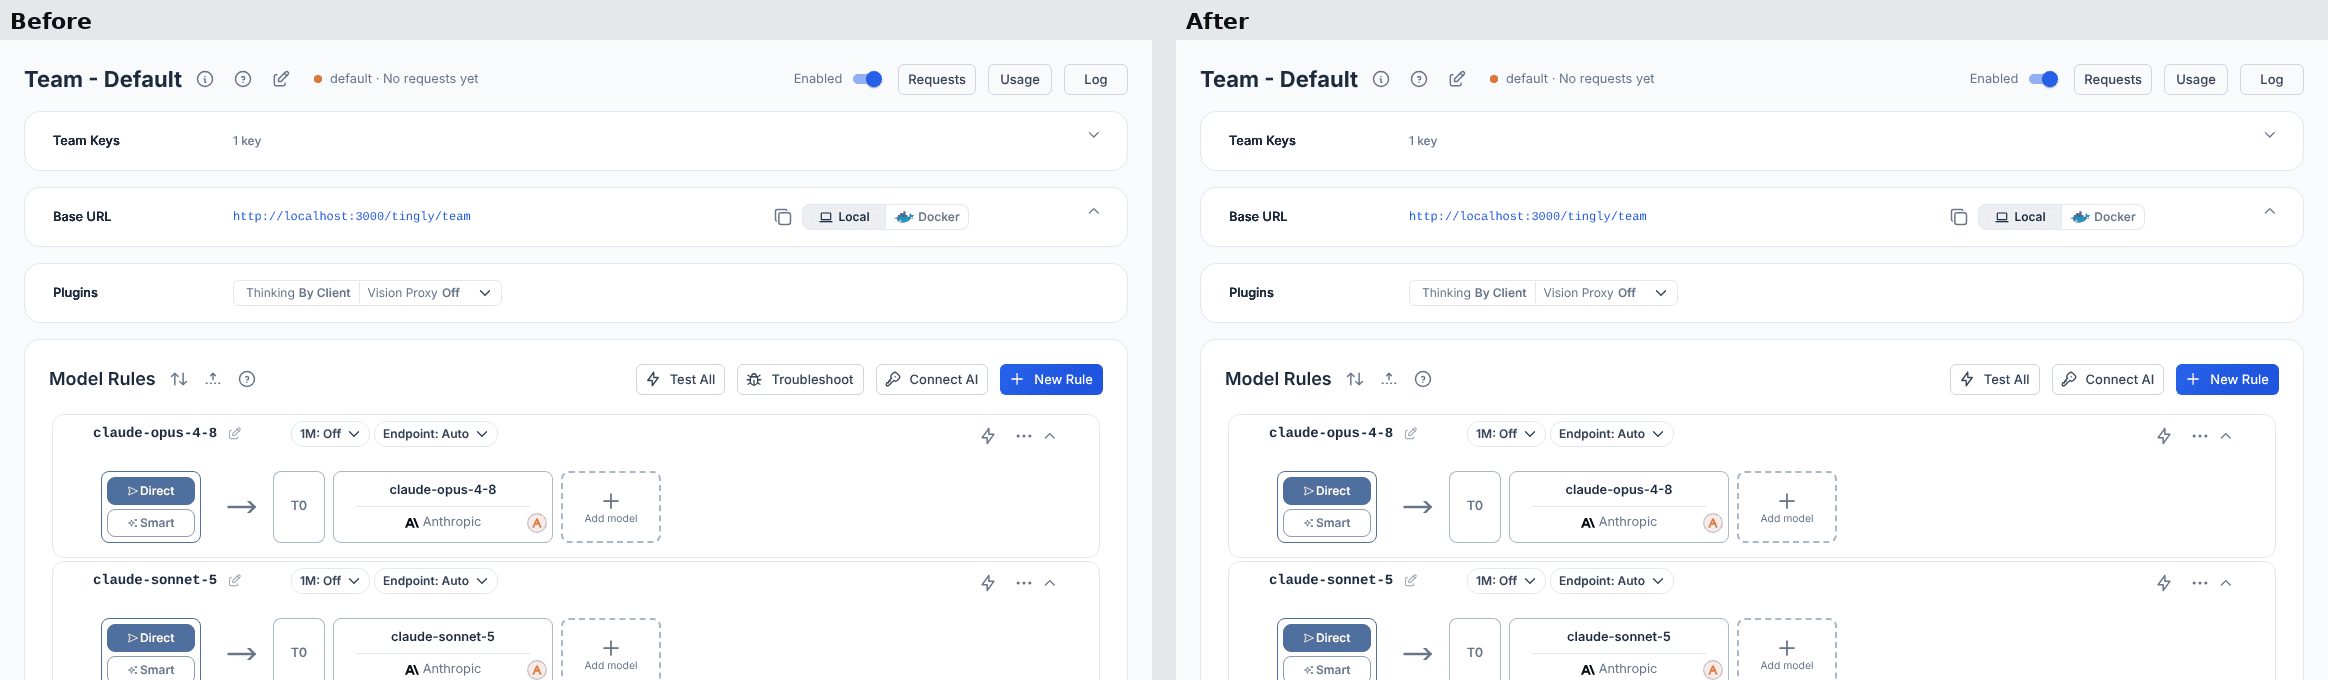 Before
Team - Default default · No requests yet Enabled Requests Usage Log
Team Keys 1 key
Base URL http://localhost:3000/tingly/team Local Docker
Plugins Thinking By Client Vision Proxy Off
Model Rules Test All Troubleshoot Connect AI New Rule
claude-opus-4-8 1M: Off Endpoint: Auto
Direct
Smart
T0
claude-opus-4-8
Anthropic
Add model
claude-sonnet-5 1M: Off Endpoint: Auto
Direct
Smart
T0
claude-sonnet-5
Anthropic
Add model
After
Team - Default default · No requests yet Enabled Requests Usage Log
Team Keys 1 key
Base URL http://localhost:3000/tingly/team Local Docker
Plugins Thinking By Client Vision Proxy Off
Model Rules Test All Connect AI New Rule
claude-opus-4-8 1M: Off Endpoint: Auto
Direct
Smart
T0
claude-opus-4-8
Anthropic
Add model
claude-sonnet-5 1M: Off Endpoint: Auto
Direct
Smart
T0
claude-sonnet-5
Anthropic
Add model